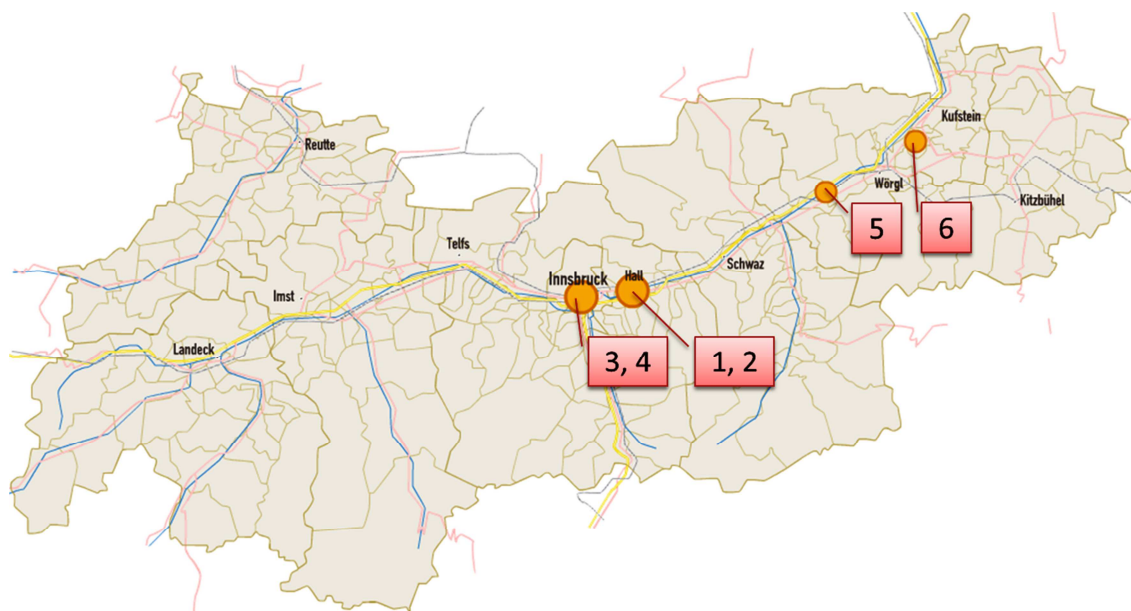 Kufstein
Reutte
Wörgl
Kitzbühel
5
6
Telfs
Schwaz
Innsbruck
Hall
Imst
Landeck
3, 4
1, 2